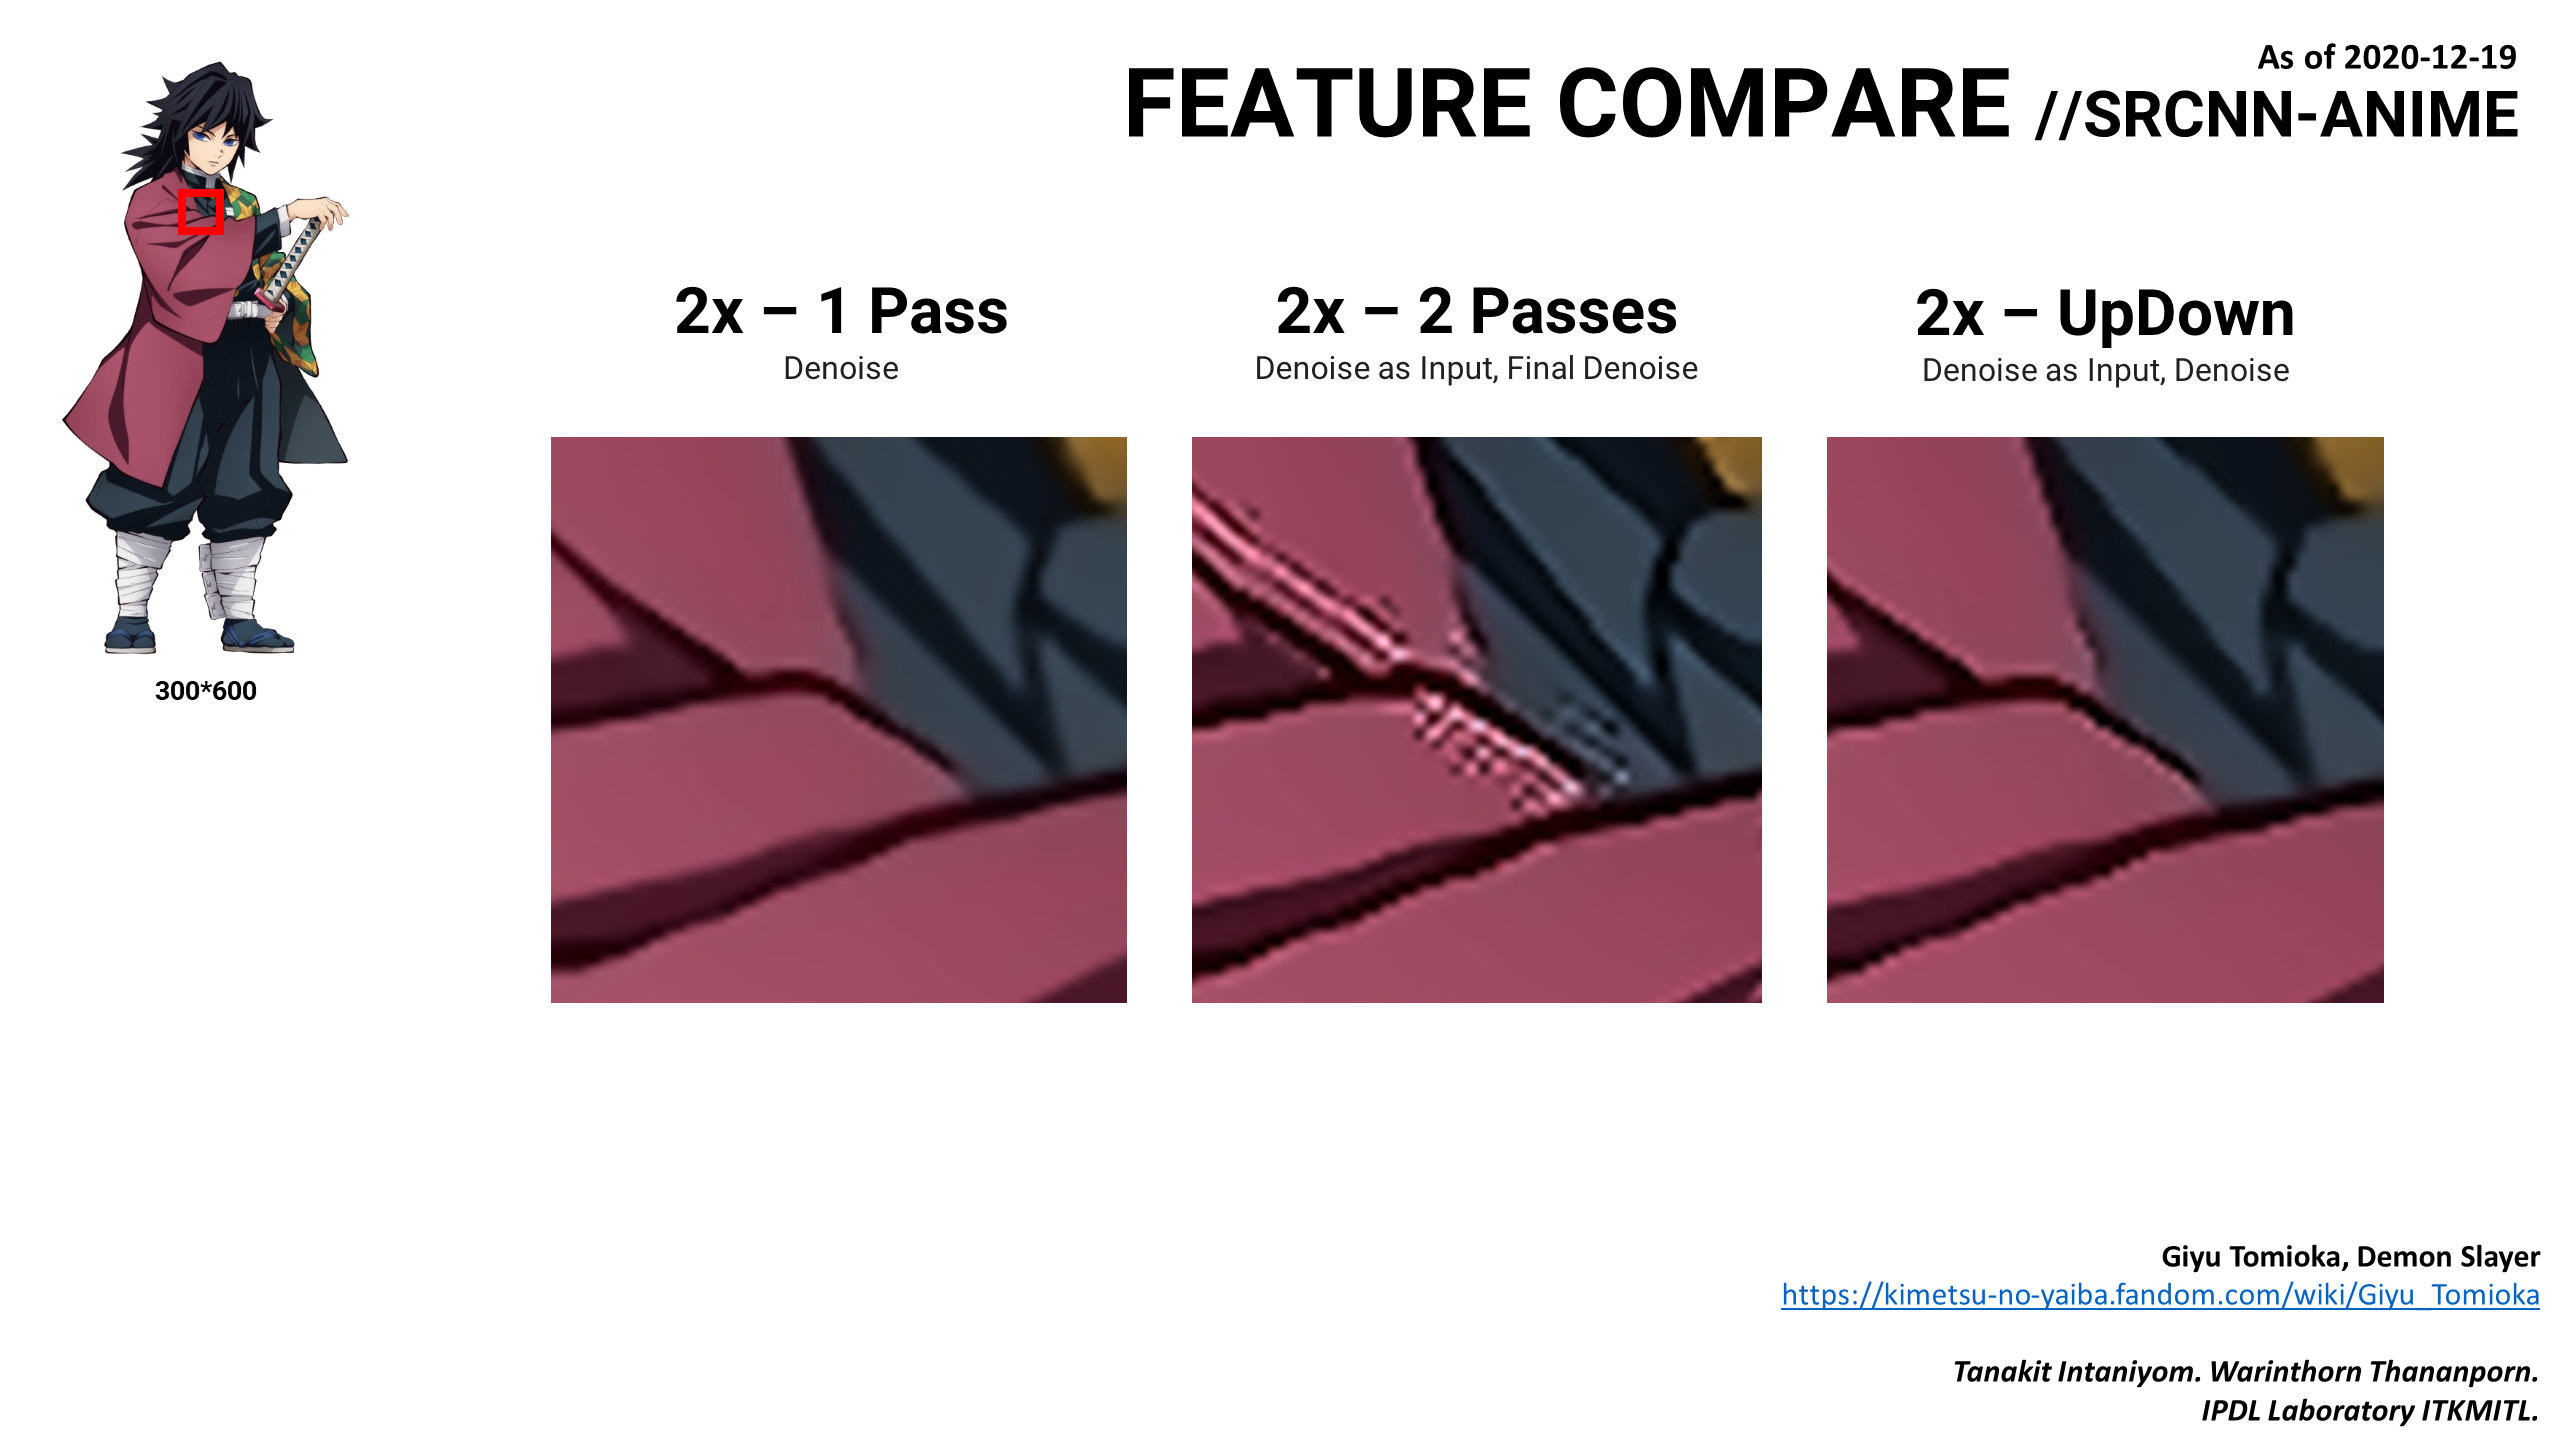 As of 2020-12-19
FEATURE COMPARE //SRCNN-ANIME
2x – 1 Pass
Denoise
2x – 2 Passes
Denoise as Input, Final Denoise
2x – UpDown
Denoise as Input, Denoise
300*600
Giyu Tomioka, Demon Slayer
https://kimetsu-no-yaiba.fandom.com/wiki/Giyu_Tomioka
Tanakit Intaniyom. Warinthorn Thananporn.
IPDL Laboratory ITKMITL.